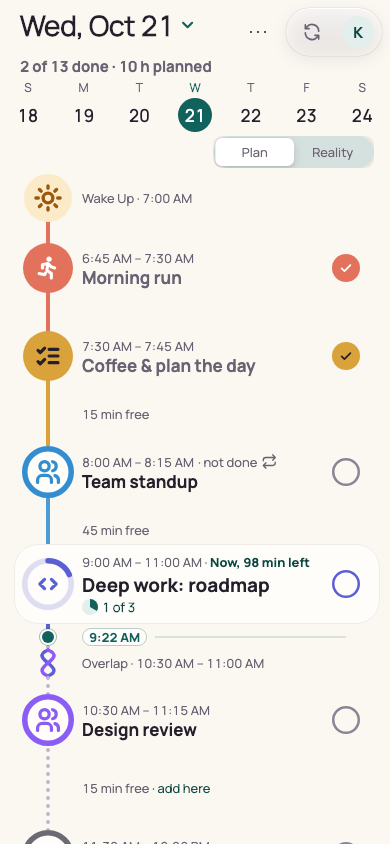 Wed, Oct 21
...
K
2 of 13 done · 10 h planned
S M T W T F S
18 19 20 21 22 23 24
Plan Reality
Wake Up · 7:00 AM
6:45 AM – 7:30 AM
Morning run
7:30 AM – 7:45 AM
Coffee & plan the day
15 min free
8:00 AM – 8:15 AM · not done
Team standup
45 min free
9:00 AM – 11:00 AM · Now, 98 min left
Deep work: roadmap
1 of 3
9:22 AM
Overlap · 10:30 AM – 11:00 AM
10:30 AM – 11:15 AM
Design review
15 min free · add here